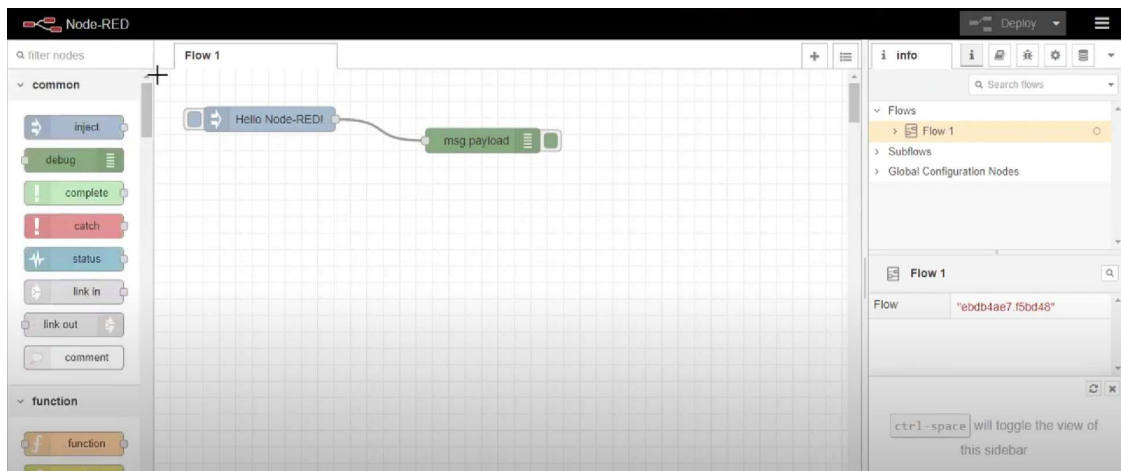 Node-RED
Deploy
filter nodes
Flow 1
i info
i
Search flows
common
inject
debug
complete
catch
status
link in
link out
comment
function
f function
Hello Node-RED!
msg.payload
Flows
Flow 1
Subflows
Global Configuration Nodes
Flow 1
Flow "ebdb4ae7.f5bd48"
ctrl-space will toggle the view of
this sidebar